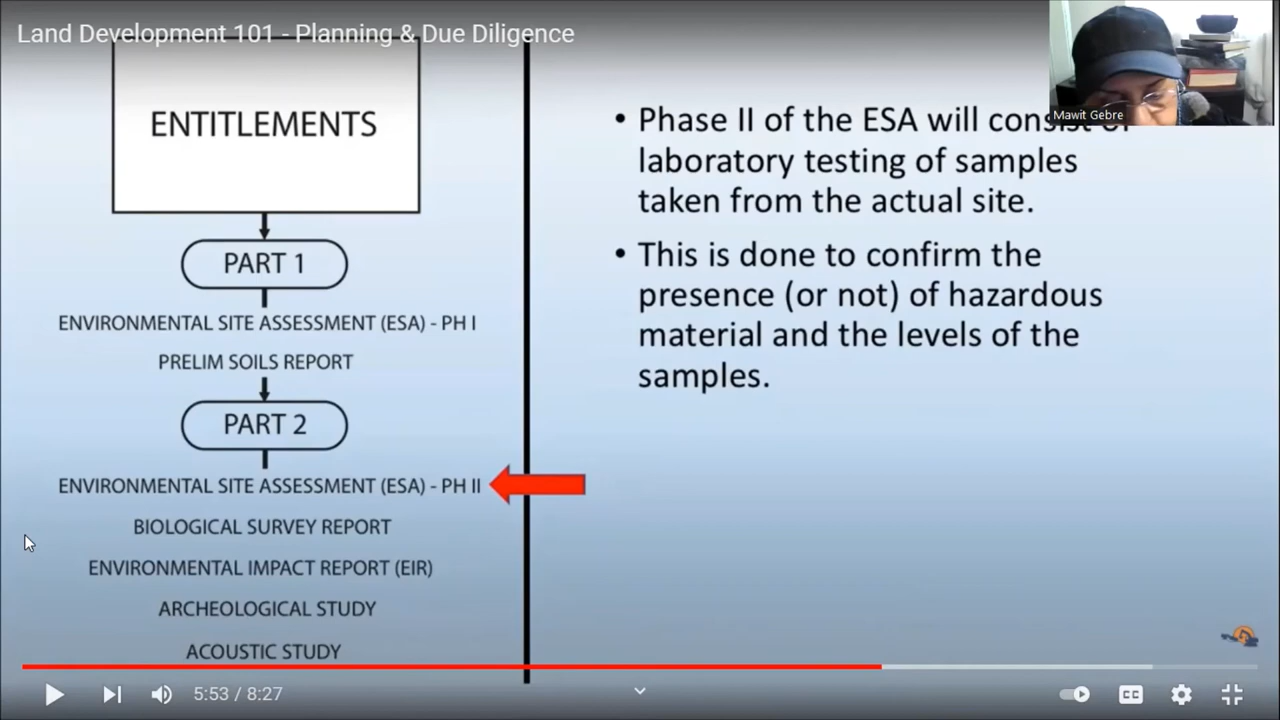 Land Development 101 - Planning & Due Diligence
Mawit Gebre
ENTITLEMENTS
PART 1
ENVIRONMENTAL SITE ASSESSMENT (ESA) - PH I
PRELIM SOILS REPORT
PART 2
ENVIRONMENTAL SITE ASSESSMENT (ESA) - PH II
BIOLOGICAL SURVEY REPORT
ENVIRONMENTAL IMPACT REPORT (EIR)
ARCHEOLOGICAL STUDY
ACOUSTIC STUDY
• Phase II of the ESA will consist of
laboratory testing of samples
taken from the actual site.
• This is done to confirm the
presence (or not) of hazardous
material and the levels of the
samples.
5:53 / 8:27
CC